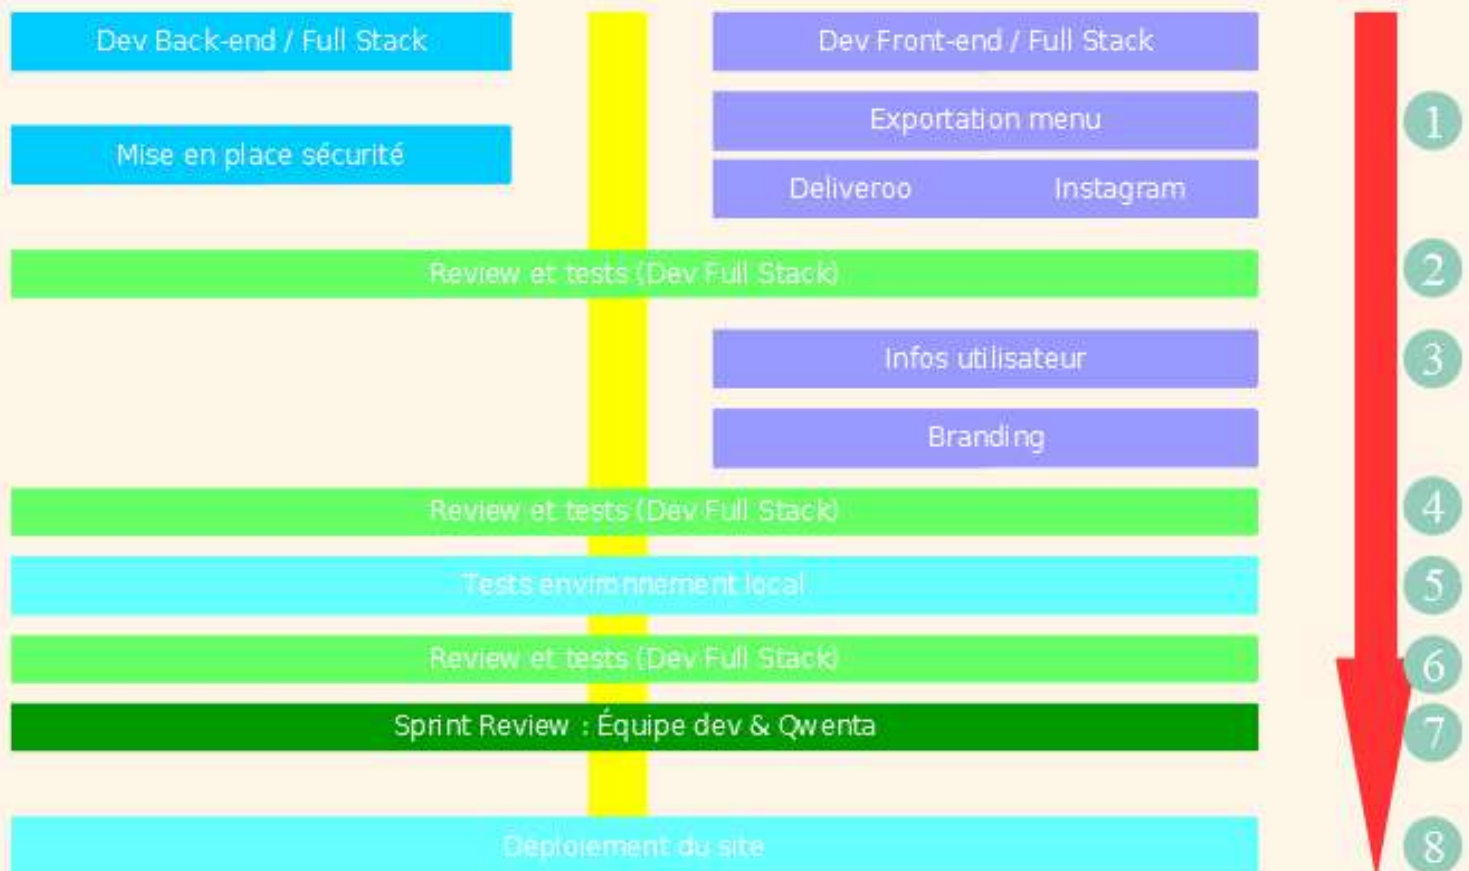 Dev Back-end / Full Stack
Dev Front-end / Full Stack
Exportation menu
1
Mise en place sécurité
Deliveroo
Instagram
Review et tests (Dev Full Stack)
2
Infos utilisateur
3
Branding
Review et tests (Dev Full Stack)
4
Tests environnement local
5
Review et tests (Dev Full Stack)
6
Sprint Review : Équipe dev & Qwenta
7
Déploiement du site
8